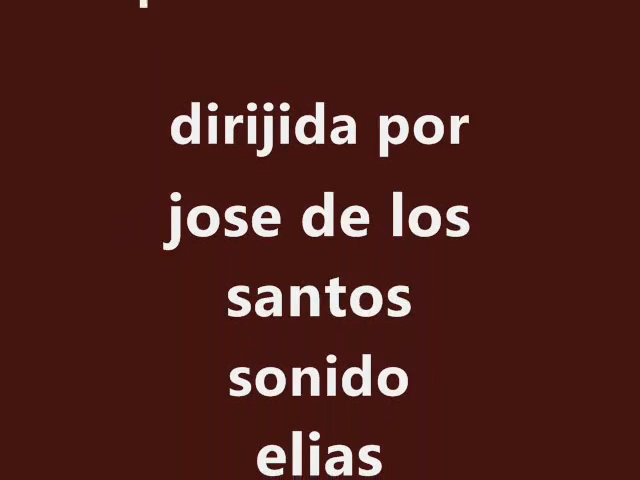 dirijida por
jose de los
santos
sonido
elias